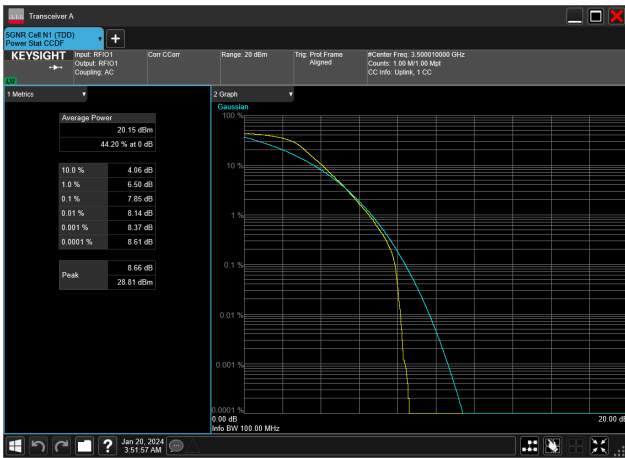 Transceiver A
5GNR Cell N1 (TDD)
Power Stat CCDF
KEYSIGHT
LXI
Input: RFIO1
Output: RFIO1
Coupling: AC
Corr CCorr
Range: 20 dBm
Trig: Prot Frame
Aligned
#Center Freq: 3.500010000 GHz
Counts: 1.00 M/1.00 Mpt
CC Info: Uplink, 1 CC
1 Metrics
Average Power
20.15 dBm
44.20 % at 0 dB
10.0 % 4.06 dB
1.0 % 6.50 dB
0.1 % 7.85 dB
0.01 % 8.14 dB
0.001 % 8.37 dB
0.0001 % 8.61 dB
Peak
8.66 dB
28.81 dBm
2 Graph
Gaussian
100 %
10 %
1 %
0.1 %
0.01 %
0.001 %
0.0001 %
0.00 dB
20.00 dB
Info BW 100.00 MHz
Jan 20, 2024
3:51:57 AM